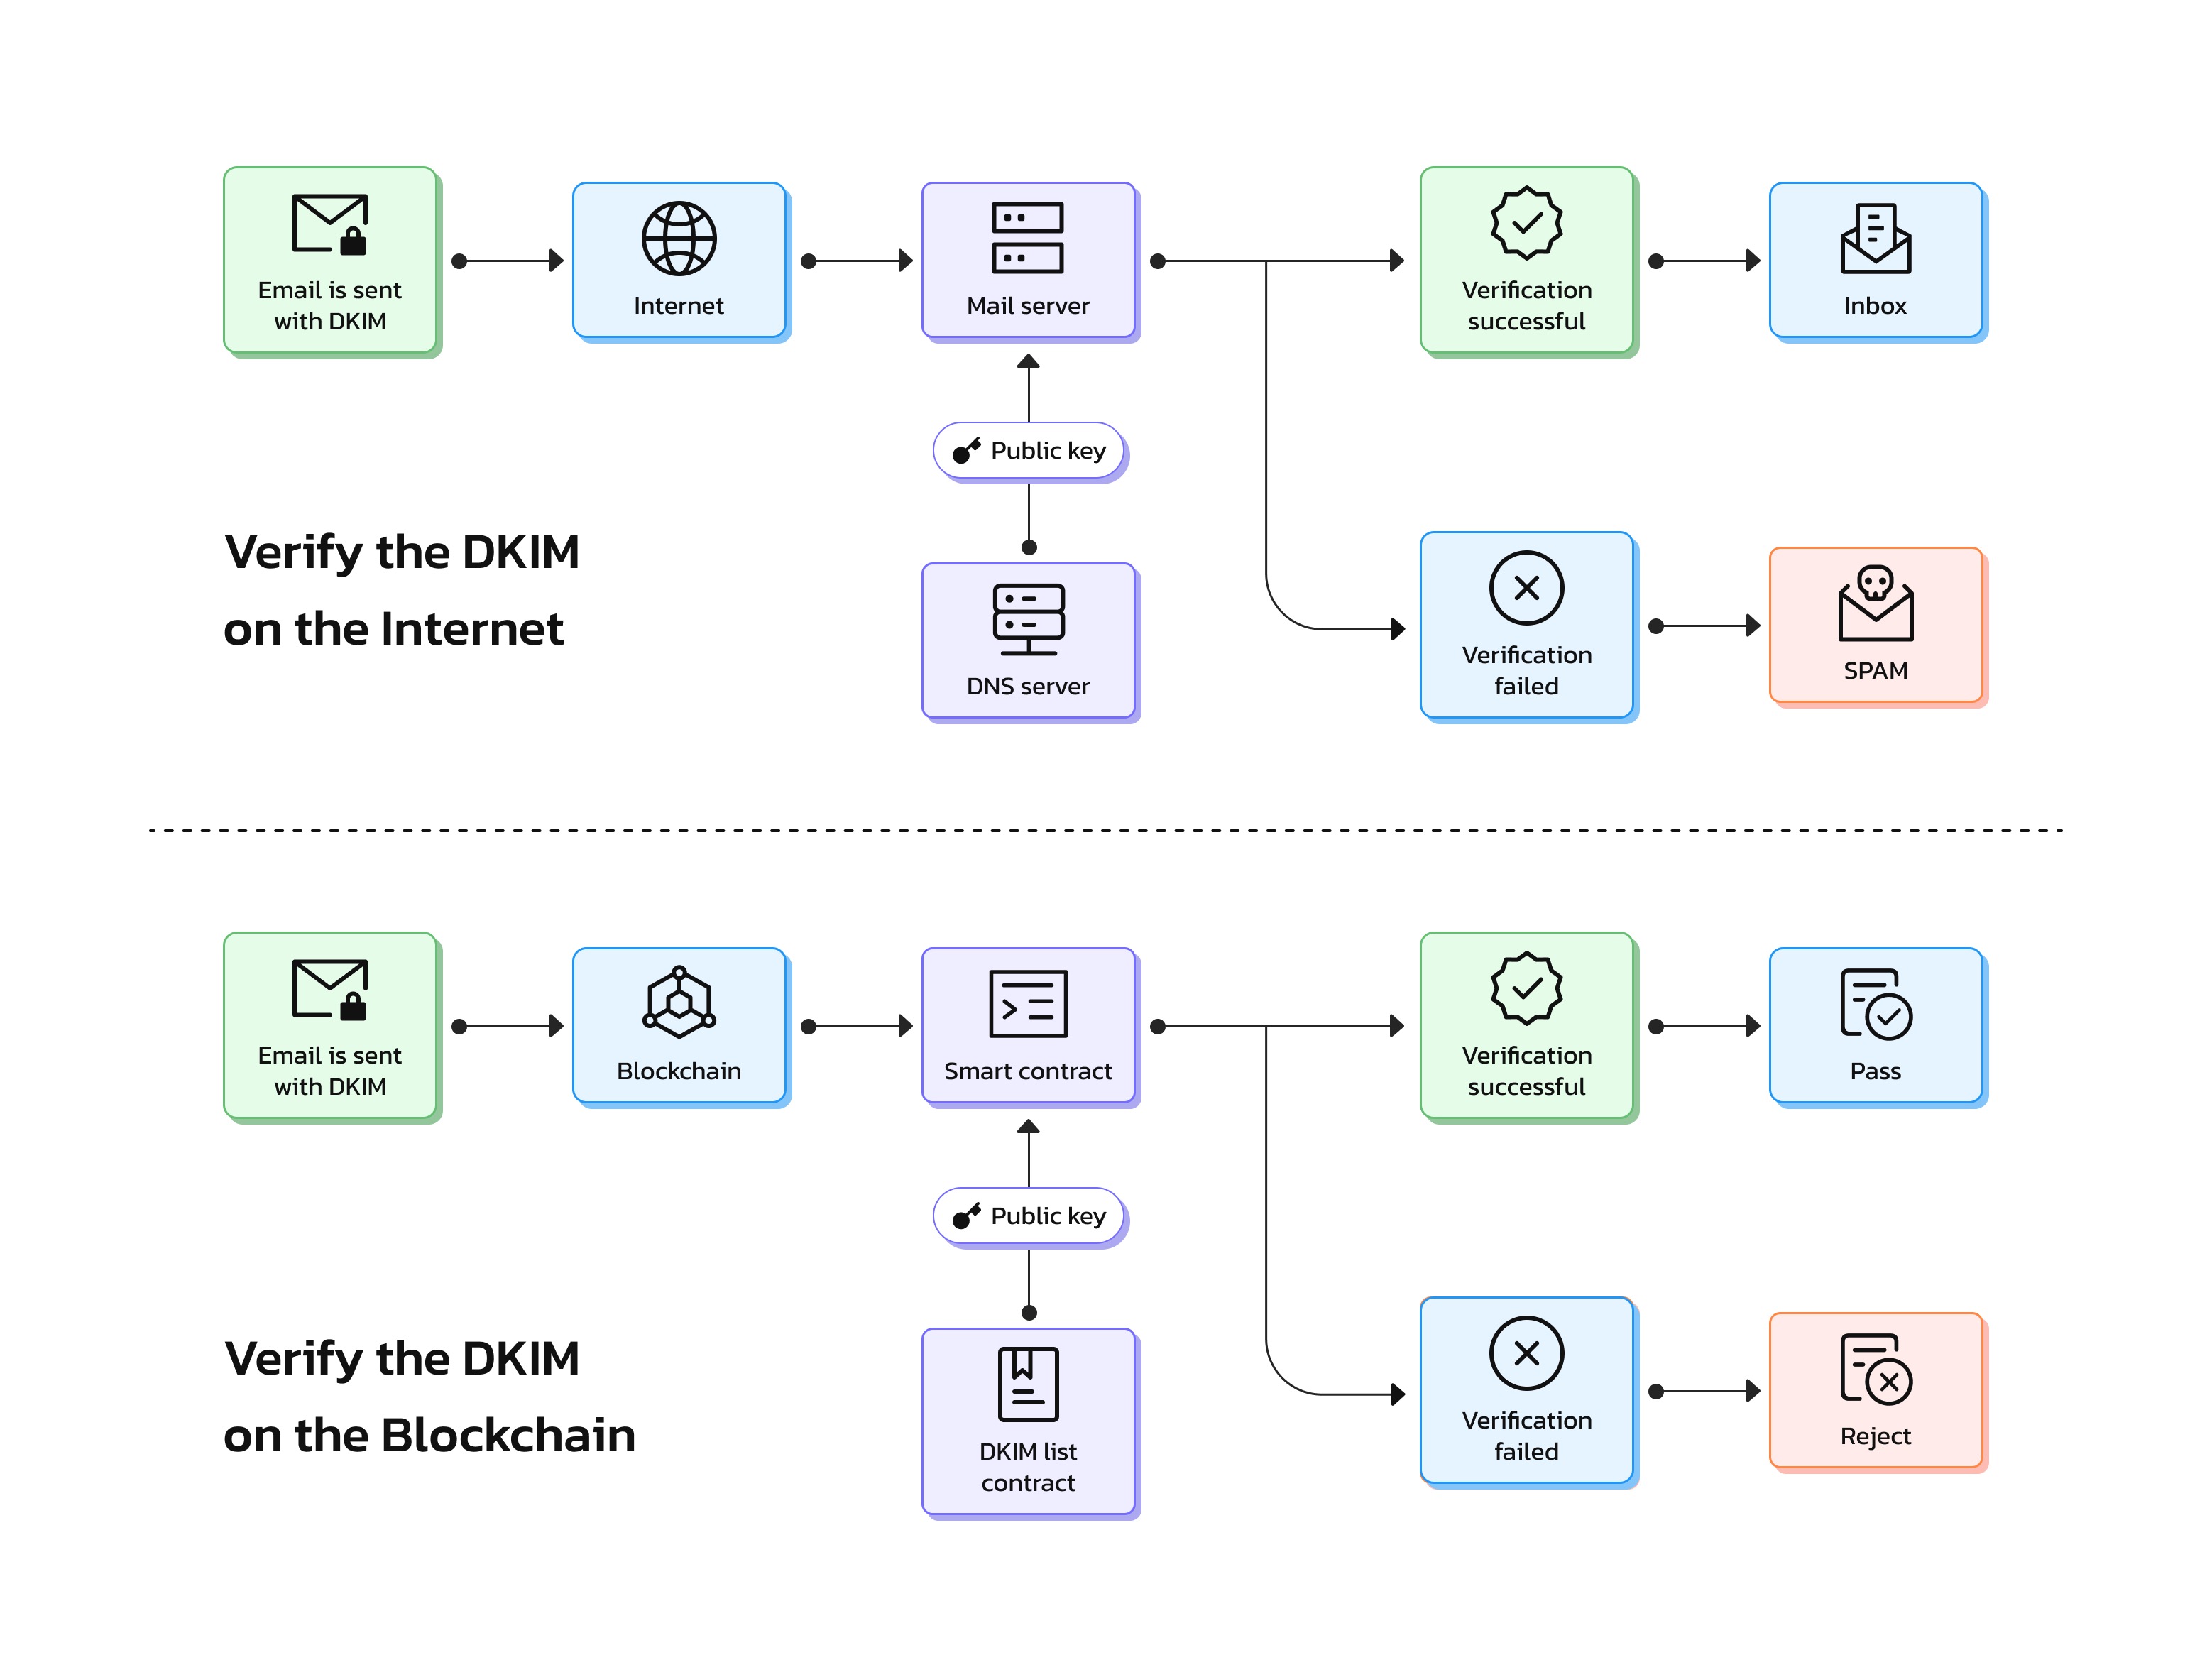 Email is sent
with DKIM
Internet
Mail server
Verification
successful
Inbox
Public key
Verify the DKIM
on the Internet
DNS server
Verification
failed
SPAM
Email is sent
with DKIM
Blockchain
Smart contract
Verification
successful
Pass
Public key
Verify the DKIM
on the Blockchain
DKIM list
contract
Verification
failed
Reject